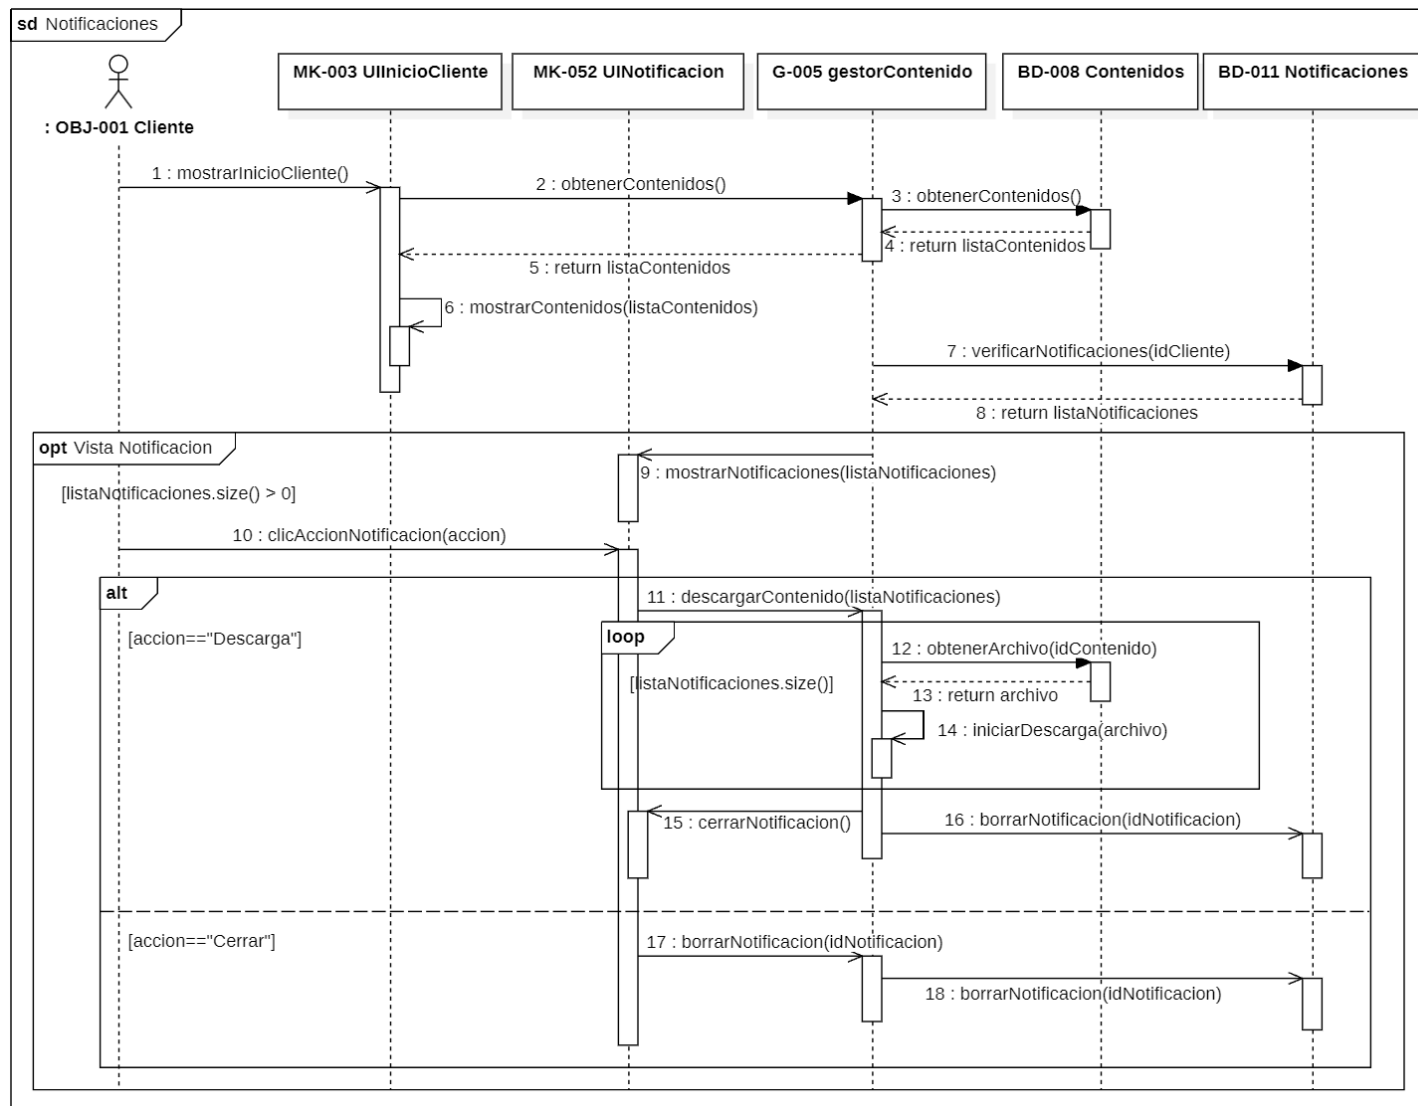 sd Notificaciones
MK-003 UIInicioCliente
MK-052 UINotificacion
G-005 gestorContenido
BD-008 Contenidos
BD-011 Notificaciones
: OBJ-001 Cliente
1 : mostrarInicioCliente()
2 : obtenerContenidos()
3 : obtenerContenidos()
4 : return listaContenidos
5 : return listaContenidos
6 : mostrarContenidos(listaContenidos)
7 : verificarNotificaciones(idCliente)
8 : return listaNotificaciones
opt Vista Notificacion
9 : mostrarNotificaciones(listaNotificaciones)
[listaNotificaciones.size() > 0]
10 : clicAccionNotificacion(accion)
alt
11 : descargarContenido(listaNotificaciones)
[accion=="Descarga"]
loop
12 : obtenerArchivo(idContenido)
[listaNotificaciones.size()]
13 : return archivo
14 : iniciarDescarga(archivo)
15 : cerrarNotificacion()
16 : borrarNotificacion(idNotificacion)
[accion=="Cerrar"]
17 : borrarNotificacion(idNotificacion)
18 : borrarNotificacion(idNotificacion)